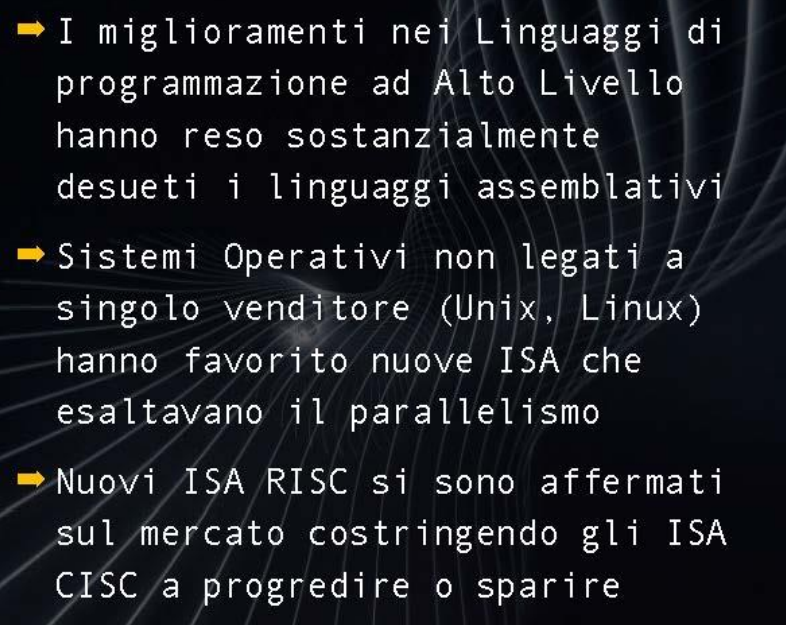 I miglioramenti nei Linguaggi di
programmazione ad Alto Livello
hanno reso sostanzialmente
desueti i linguaggi assemblativi
Sistemi Operativi non legati a
singolo venditore (Unix, Linux)
hanno favorito nuove ISA che
esaltavano il parallelismo
Nuovi ISA RISC si sono affermati
sul mercato costringendo gli ISA
CISC a progredire o sparire